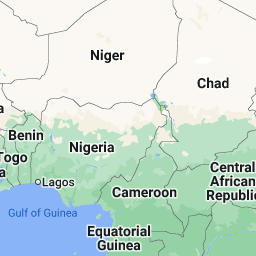 Niger
Chad
a
Benin
Nigeria
Togo
Lagos
a
Central
African
Republic
Cameroon
Gulf of Guinea
Equatorial
Guinea